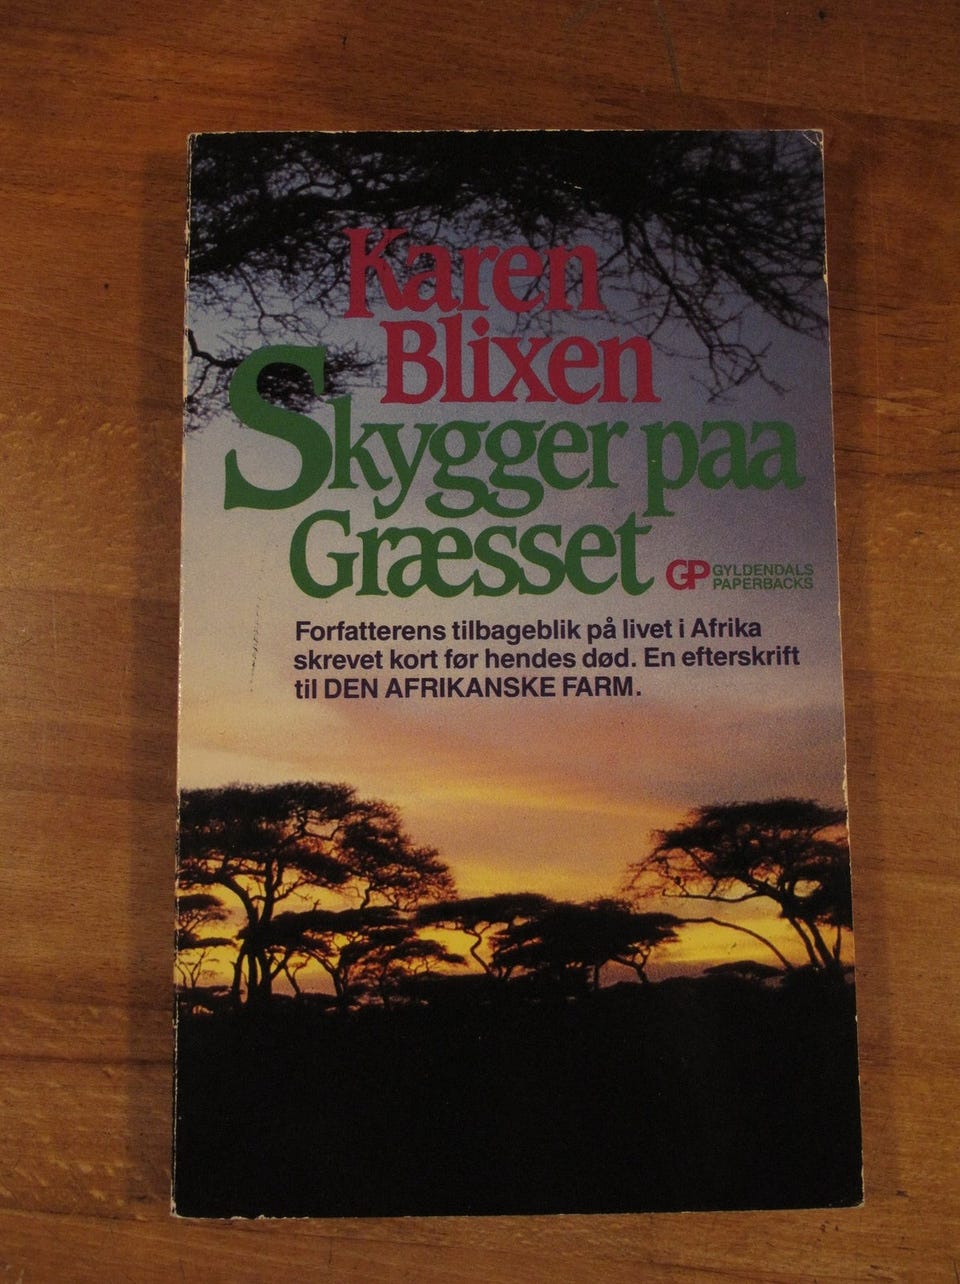 Karen
Blixen
Skygger paa
Græsset
GP GYLDENDALS
PAPERBACKS
Forfatterens tilbageblik på livet i Afrika
skrevet kort før hendes død. En efterskrift
til DEN AFRIKANSKE FARM.